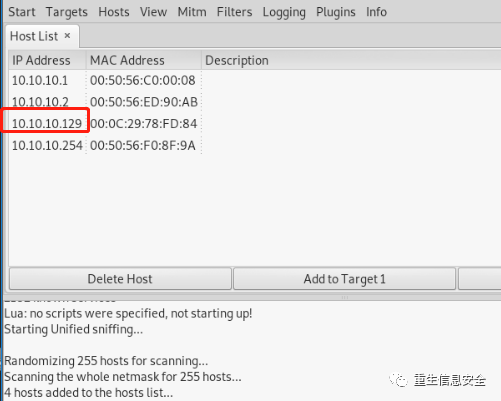 Start Targets Hosts View Mitm Filters Logging Plugins Info
Host List ×
IP Address MAC Address Description
10.10.10.1 00:50:56:C0:00:08
10.10.10.2 00:50:56:ED:90:AB
10.10.10.129 00:0C:29:78:FD:84
10.10.10.254 00:50:56:F0:8F:9A
Delete Host Add to Target 1
Lua: no scripts were specified, not starting up!
Starting Unified sniffing...
Randomizing 255 hosts for scanning...
Scanning the whole netmask for 255 hosts...
4 hosts added to the hosts list...
重生信息安全